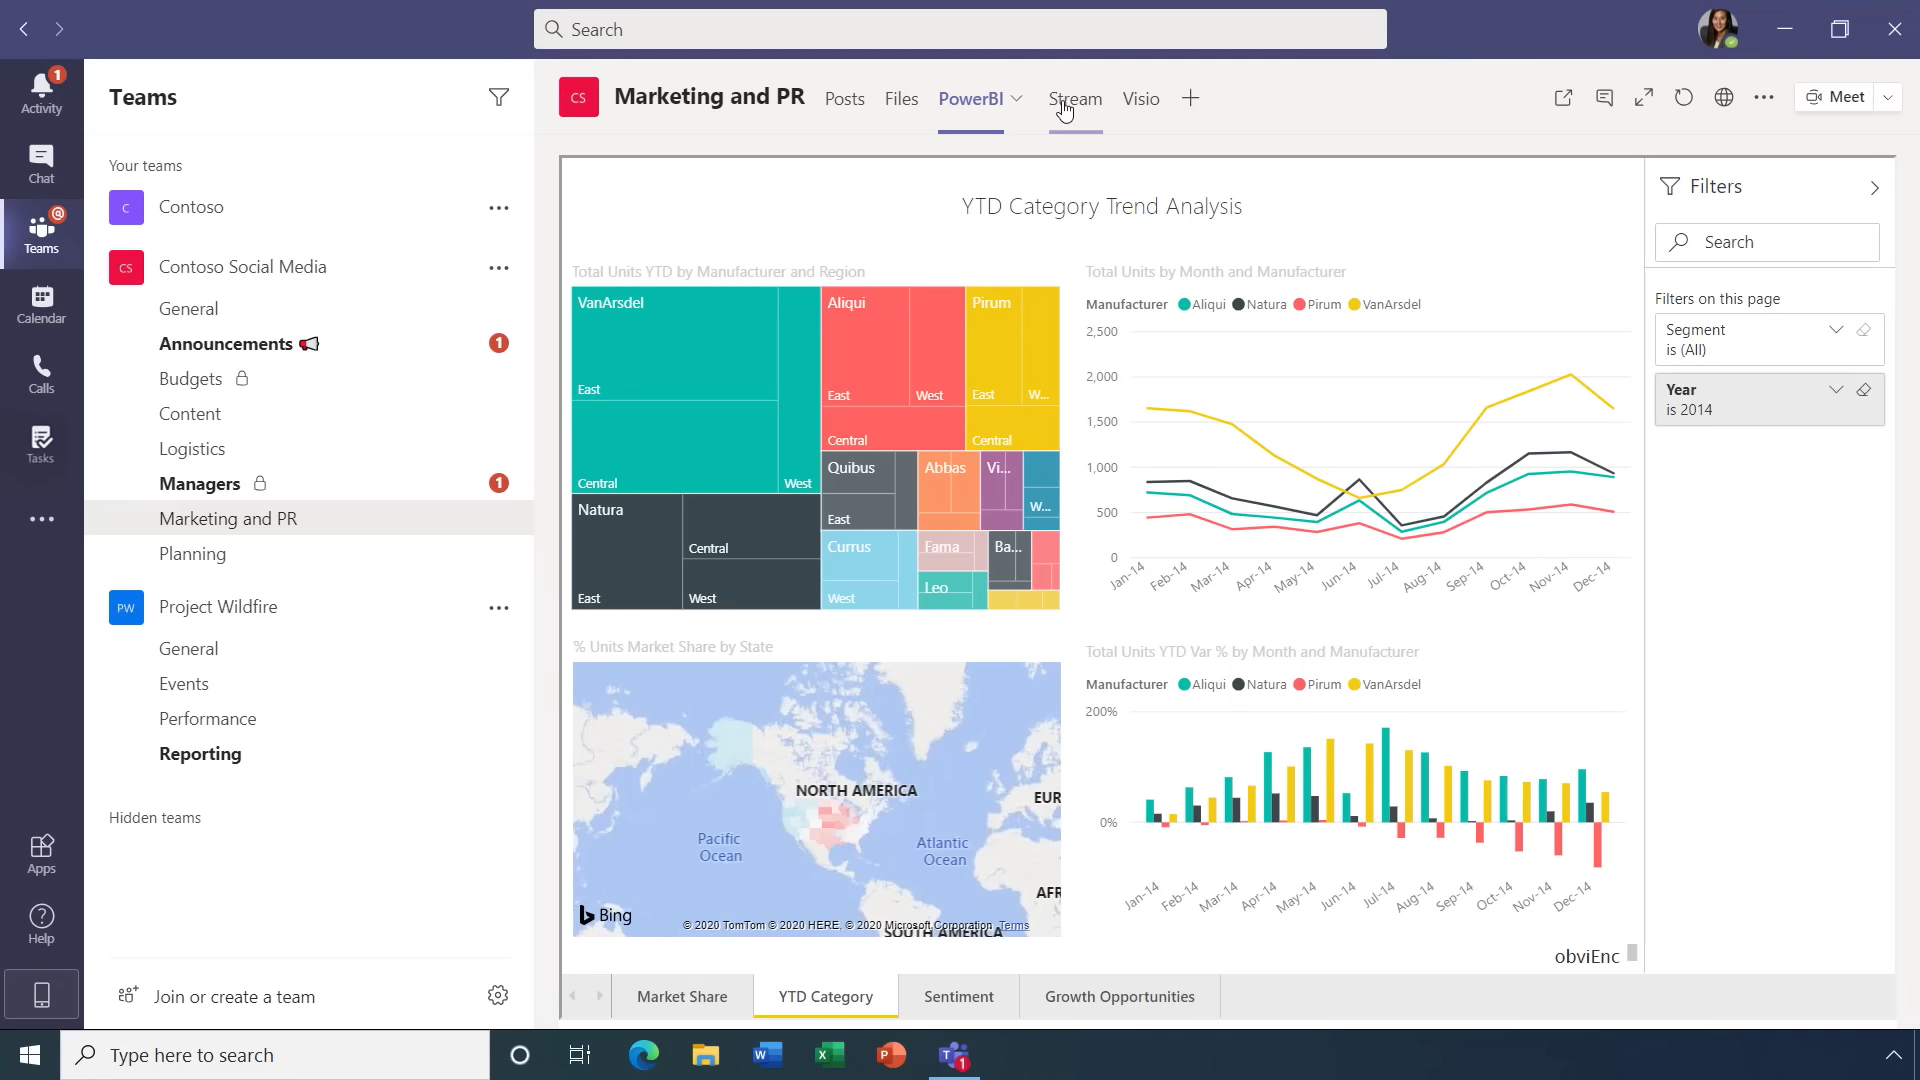 Search
Activity
1
Chat
Teams
Calendar
Calls
Tasks
Apps
Help
Teams
Your teams
C
Contoso
CS
Contoso Social Media
General
Announcements
1
Budgets
Content
Logistics
Managers
1
Marketing and PR
Planning
PW
Project Wildfire
General
Events
Performance
Reporting
Hidden teams
Join or create a team
CS
Marketing and PR
Posts
Files
PowerBI
Stream
Visio
Meet
YTD Category Trend Analysis
Total Units YTD by Manufacturer and Region
VanArsdel
East
Central
West
Aliqui
East
West
Central
Pirum
East
W...
Central
Natura
Central
East
West
Quibus
East
Abbas
Vi...
W...
Currus
West
Fama
Ba...
Leo
Total Units by Month and Manufacturer
Manufacturer Aliqui Natura Pirum VanArsdel
2,500
2,000
1,500
1,000
500
0
Jan-14 Feb-14 Mar-14 Apr-14 May-14 Jun-14 Jul-14 Aug-14 Sep-14 Oct-14 Nov-14 Dec-14
% Units Market Share by State
NORTH AMERICA
EUR
Pacific
Ocean
Atlantic
Ocean
AFR
Bing
© 2020 TomTom © 2020 HERE, © 2020 Microsoft Corporation Terms
SOUTH AMERICA
Total Units YTD Var % by Month and Manufacturer
Manufacturer Aliqui Natura Pirum VanArsdel
200%
0%
Jan-14 Feb-14 Mar-14 Apr-14 May-14 Jun-14 Jul-14 Aug-14 Sep-14 Oct-14 Nov-14 Dec-14
obviEnc
Market Share
YTD Category
Sentiment
Growth Opportunities
Filters
Search
Filters on this page
Segment
is (All)
Year
is 2014
Type here to search
1